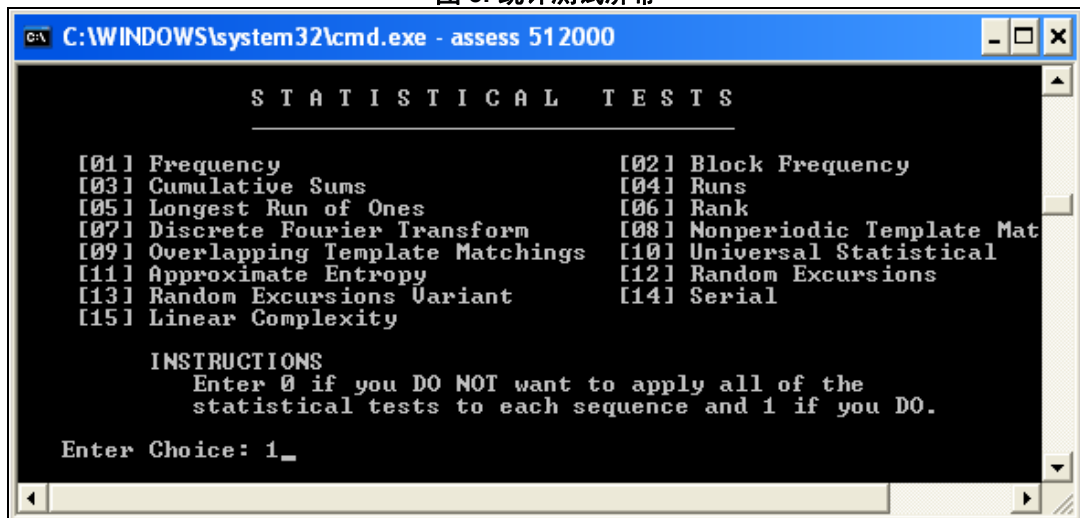 C:\WINDOWS\system32\cmd.exe - assess 512000
S T A T I S T I C A L   T E S T S
[01] Frequency [02] Block Frequency
[03] Cumulative Sums [04] Runs
[05] Longest Run of Ones [06] Rank
[07] Discrete Fourier Transform [08] Nonperiodic Template Mat
[09] Overlapping Template Matchings [10] Universal Statistical
[11] Approximate Entropy [12] Random Excursions
[13] Random Excursions Variant [14] Serial
[15] Linear Complexity
INSTRUCTIONS
Enter 0 if you DO NOT want to apply all of the
statistical tests to each sequence and 1 if you DO.
Enter Choice: 1_